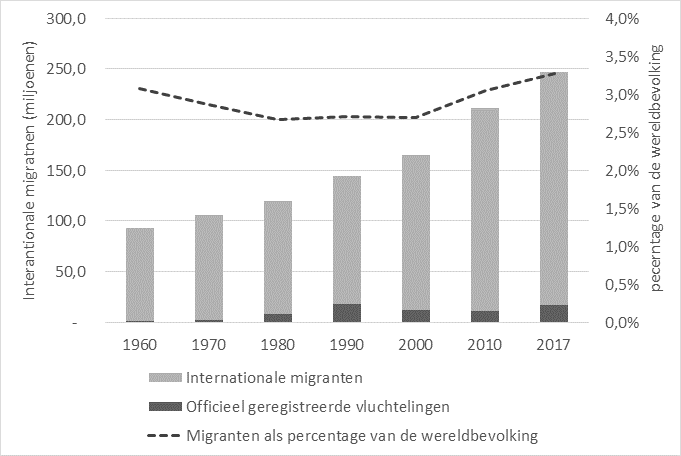 300,0
250,0
200,0
150,0
100,0
50,0
-
Interantionale migratnen (miljoenen)
4,0%
3,5%
3,0%
2,5%
2,0%
1,5%
1,0%
0,5%
0,0%
pecerntage van de wereldbevolking
1960 1970 1980 1990 2000 2010 2017
Internationale migranten
Officieel geregistreerde vluchtelingen
Migranten als percentage van de wereldbevolking